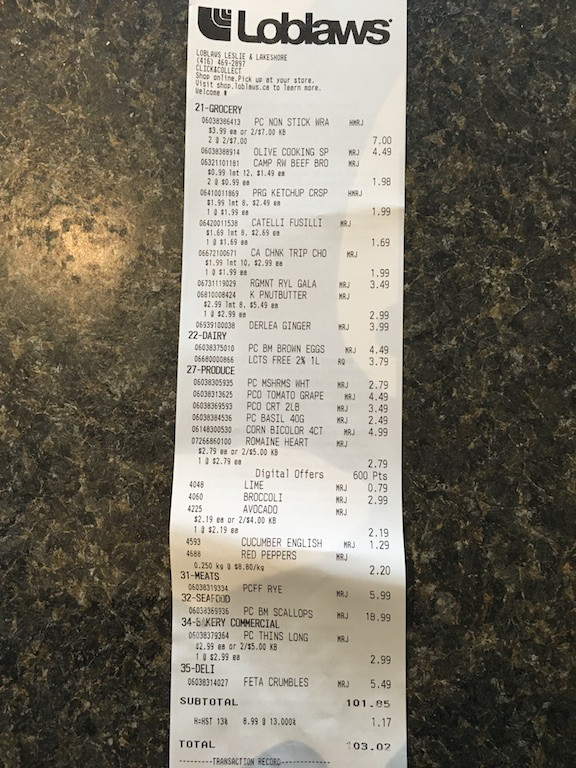 Loblaws
LOBLAWS LESLIE & LAKESHORE
(416) 469-2897
CLICK&COLLECT
Shop online.Pick up at your store.
Visit shop.loblaws.ca to learn more.
Welcome #
21-GROCERY
06038386413 PC NON STICK WRA HMRJ
$3.99 ea or 2/$7.00 KB
2 @ 2/$7.00 7.00
06038388914 OLIVE COOKING SP MRJ 4.49
06321101181 CAMP RW BEEF BRO MRJ
$0.99 lmt 12, $1.49 ea
2 @ $0.99 ea 1.98
06410011869 PRG KETCHUP CRSP HMRJ
$1.99 lmt 8, $2.49 ea
1 @ $1.99 ea 1.99
06420011538 CATELLI FUSILLI MRJ
$1.69 lmt 8, $2.69 ea
1 @ $1.69 ea 1.69
06672100671 CA CHNK TRIP CHO MRJ
$1.99 lmt 10, $2.99 ea
1 @ $1.99 ea 1.99
06731119029 RGMNT RYL GALA MRJ 3.49
06810008424 K PNUTBUTTER MRJ
$2.99 lmt 8, $5.49 ea
1 @ $2.99 ea 2.99
06939100038 DERLEA GINGER MRJ 3.99
22-DAIRY
06038375010 PC BM BROWN EGGS MRJ 4.49
06680000866 LCTS FREE 2% 1L RQ 3.79
27-PRODUCE
06038305935 PC MSHRMS WHT MRJ 2.79
06038313625 PCO TOMATO GRAPE MRJ 4.49
06038369593 PCO CRT 2LB MRJ 3.49
06038384536 PC BASIL 40G MRJ 2.49
06148300530 CORN BICOLOR 4CT MRJ 4.99
07266860100 ROMAINE HEART MRJ
$2.79 ea or 2/$5.00 KB
1 @ $2.79 ea 2.79
Digital Offers 600 Pts
4048 LIME MRJ 0.79
4060 BROCCOLI MRJ 2.99
4225 AVOCADO MRJ
$2.19 ea or 2/$4.00 KB
1 @ $2.19 ea 2.19
4593 CUCUMBER ENGLISH MRJ 1.29
4688 RED PEPPERS MRJ
0.250 kg @ $8.80/kg 2.20
31-MEATS
06038319334 PCFF RYE MRJ 5.99
32-SEAFOOD
06038369936 PC BM SCALLOPS MRJ 18.99
34-BAKERY COMMERCIAL
06038379364 PC THINS LONG MRJ
$2.99 ea or 2/$5.00 KB
1 @ $2.99 ea 2.99
35-DELI
06038314027 FETA CRUMBLES MRJ 5.49
SUBTOTAL 101.85
H=HST 13% 8.99 @ 13.000% 1.17
TOTAL 103.02
--------TRANSACTION RECORD------------